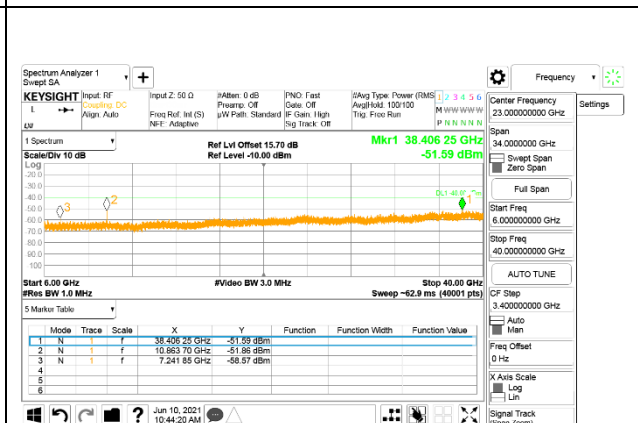 Spectrum Analyzer 1
Swept SA
+
Frequency
Settings
KEYSIGHT
L
Input: RF
Coupling: DC
Align: Auto
Input Z: 50 Ω
Freq Ref: Int (S)
NFE: Adaptive
#Atten: 0 dB
Preamp: Off
µW Path: Standard
PNO: Fast
Gate: Off
IF Gain: High
Sig Track: Off
#Avg Type: Power (RMS
Avg|Hold: 100/100
Trig: Free Run
1 2 3 4 5 6
M W W W W W
P N N N N N
1 Spectrum
Scale/Div 10 dB
Log
Ref Lvl Offset 15.70 dB
Ref Level -10.00 dBm
Mkr1 38.406 25 GHz
-51.59 dBm
-20.0
-30.0
-40.0
-50.0
-60.0
-70.0
-80.0
-90.0
-100
3
2
1
Start 6.00 GHz
#Res BW 1.0 MHz
#Video BW 3.0 MHz
Stop 40.00 GHz
Sweep ~62.9 ms (40001 pts)
5 Marker Table
Mode Trace Scale X Y Function Function Width Function Value
1 N 1 f 38.406 25 GHz -51.59 dBm
2 N 1 f 10.863 70 GHz -51.86 dBm
3 N 1 f 7.241 85 GHz -58.57 dBm
4
5
6
Jun 10, 2021
10:44:20 AM
?
Center Frequency
23.000000000 GHz
Span
34.0000000 GHz
Swept Span
Zero Span
Full Span
Start Freq
6.000000000 GHz
Stop Freq
40.000000000 GHz
AUTO TUNE
CF Step
3.400000000 GHz
Auto
Man
Freq Offset
0 Hz
X Axis Scale
Log
Lin
Signal Track
(Span Zoom)